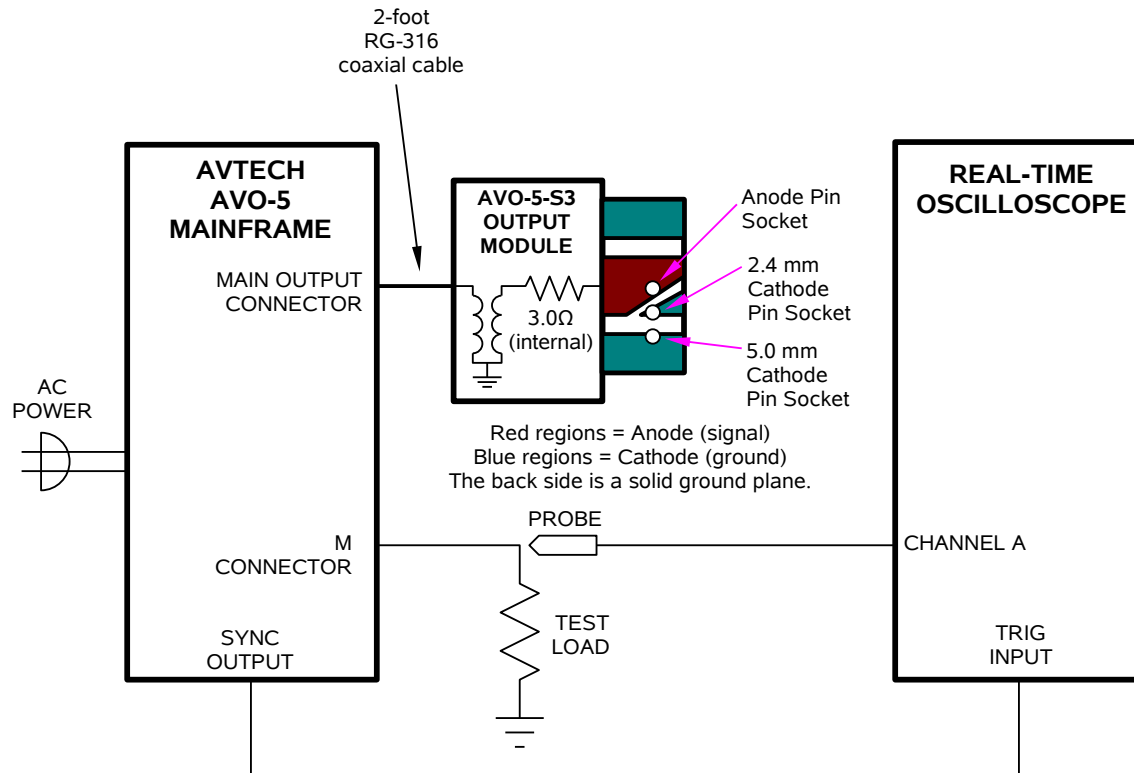 2-foot
RG-316
coaxial cable
AVTECH
AVO-5
MAINFRAME
MAIN OUTPUT
CONNECTOR
AVO-5-S3
OUTPUT
MODULE
3.0Ω
(internal)
Anode Pin
Socket
2.4 mm
Cathode
Pin Socket
5.0 mm
Cathode
Pin Socket
REAL-TIME
OSCILLOSCOPE
AC
POWER
Red regions = Anode (signal)
Blue regions = Cathode (ground)
The back side is a solid ground plane.
PROBE
M
CONNECTOR
CHANNEL A
TEST
LOAD
SYNC
OUTPUT
TRIG
INPUT